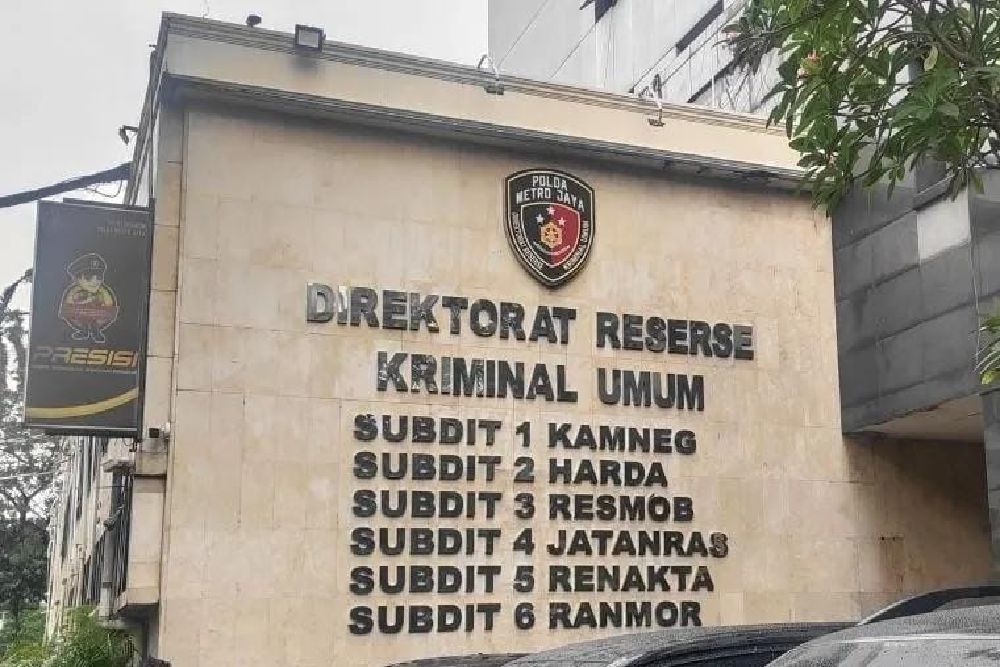 POLDA
METRO JAYA
DIREKTORAT RESERSE
KRIMINAL UMUM
SUBDIT 1 KAMNEG
SUBDIT 2 HARDA
SUBDIT 3 RESMOB
SUBDIT 4 JATANRAS
SUBDIT 5 RENAKTA
SUBDIT 6 RANMOR
PRESISI